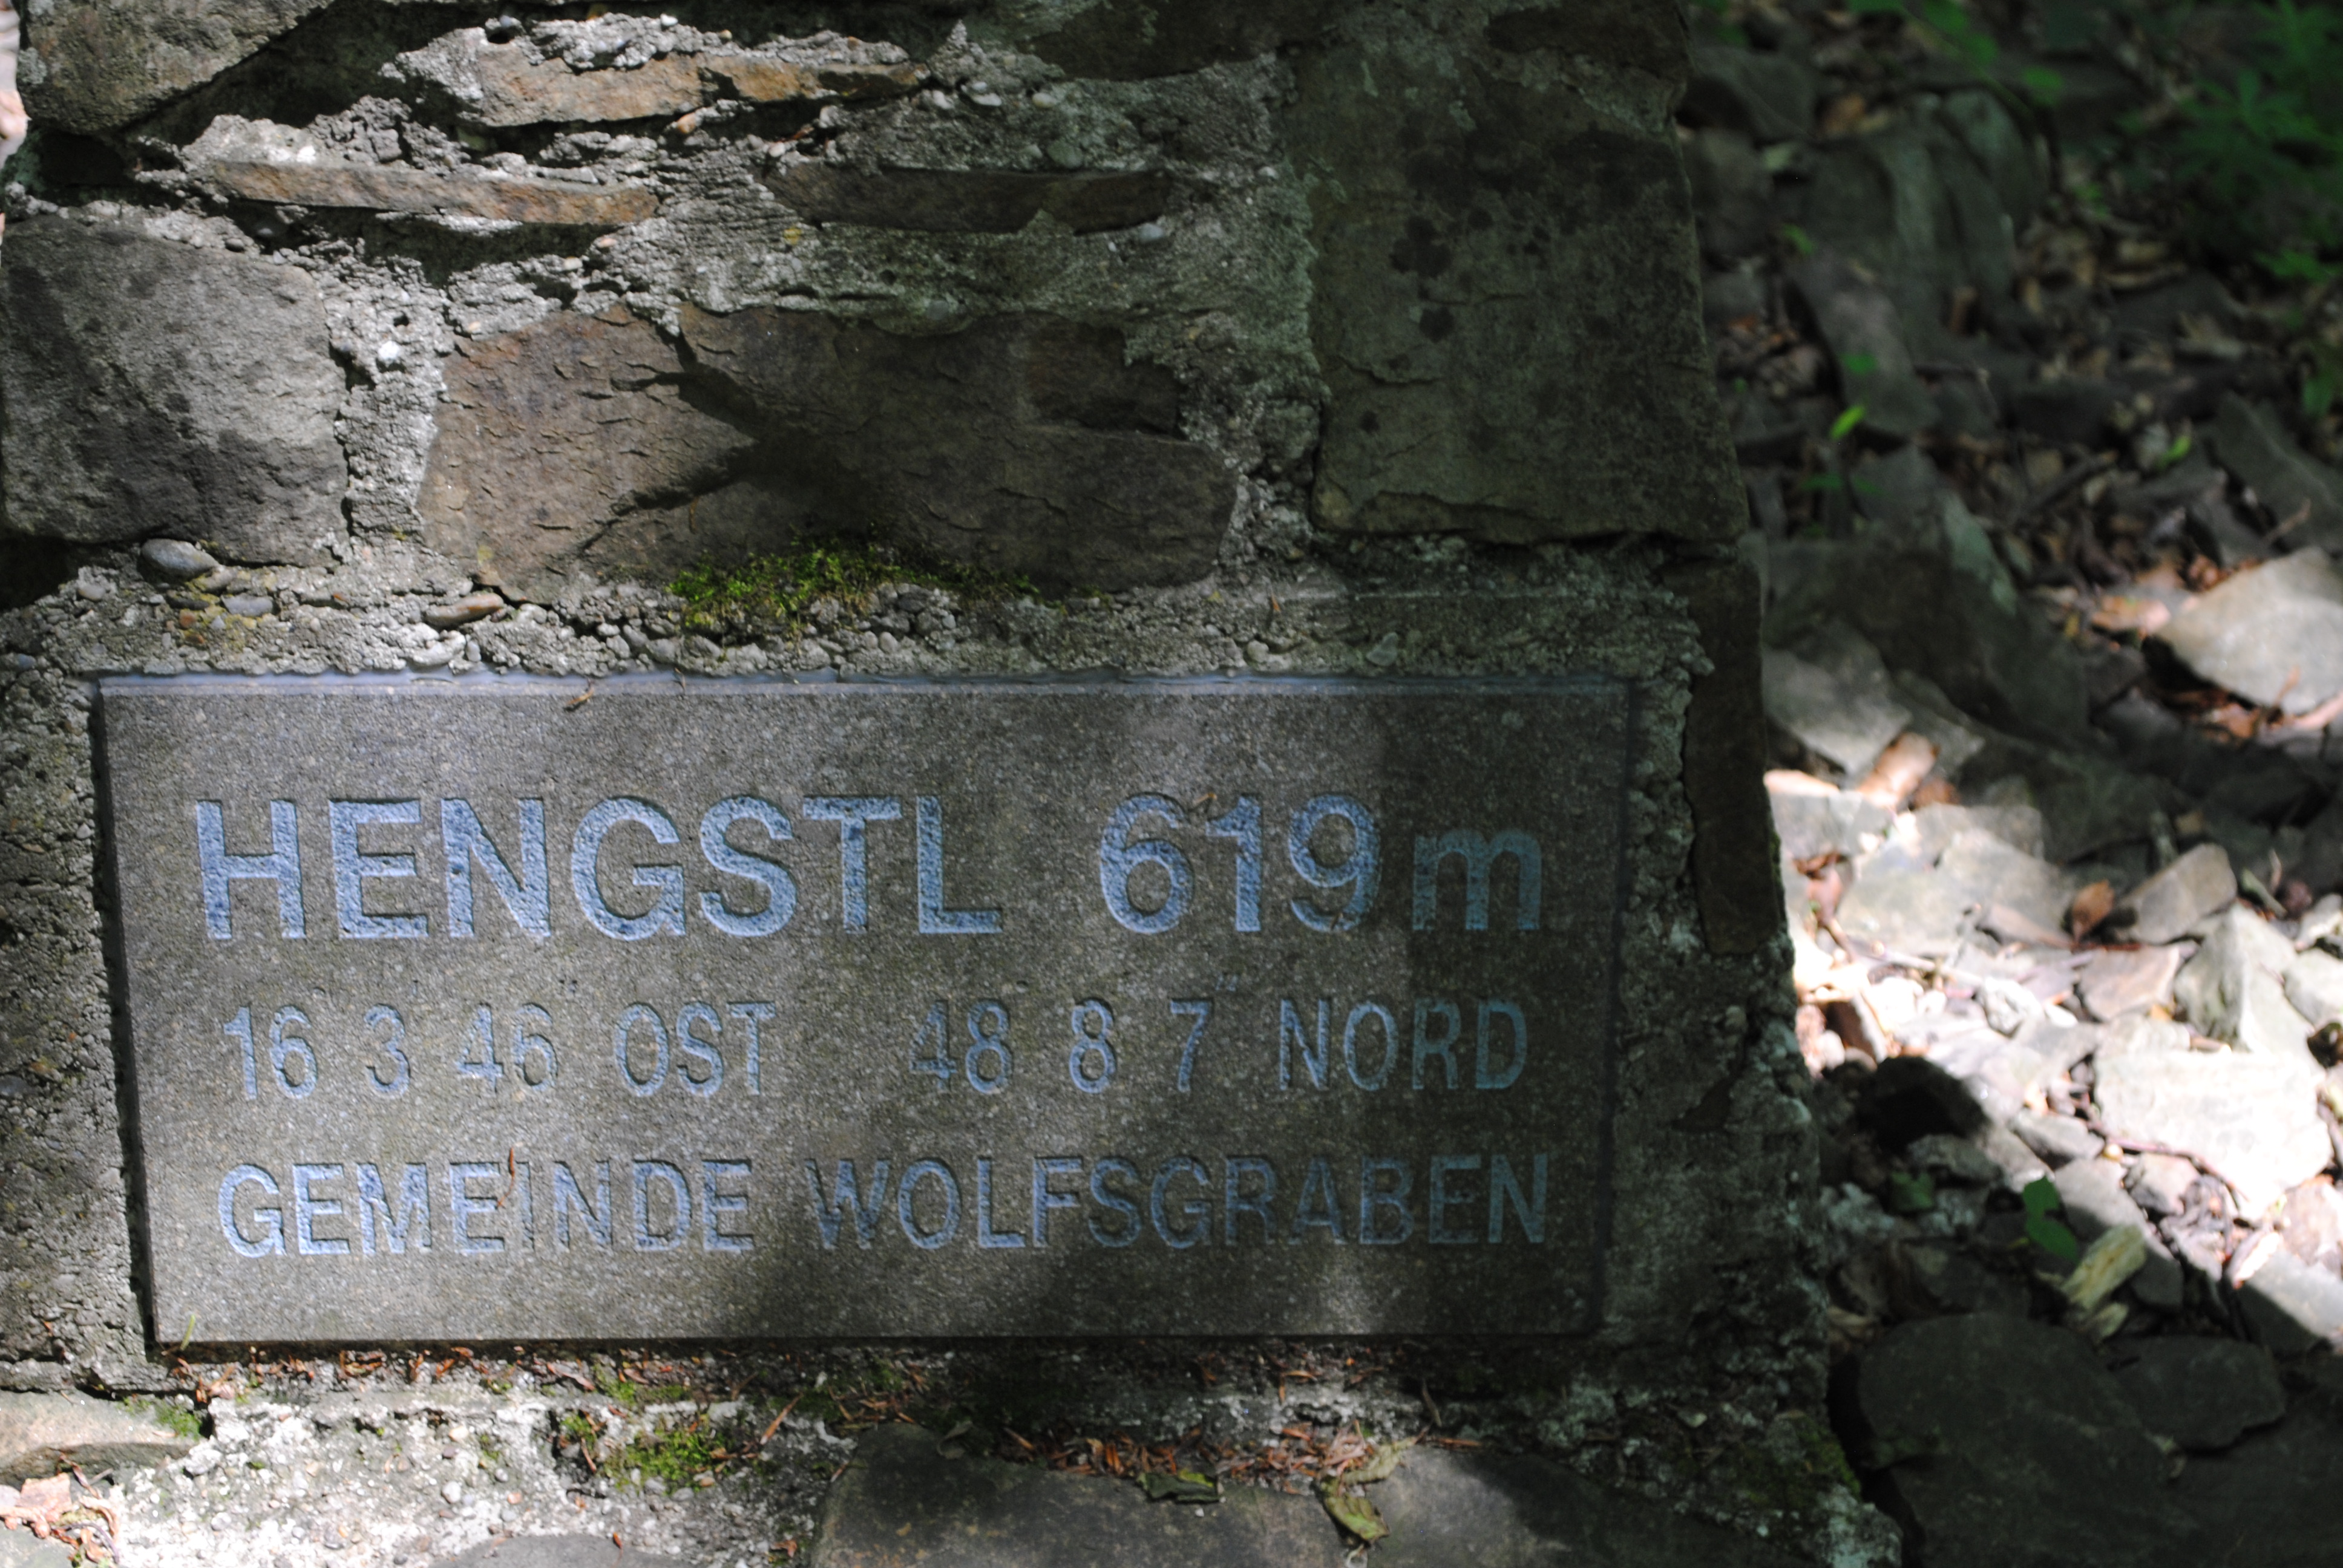 HENGSTL 619m
16 3 46 OST 48 8 7" NORD
GEMEINDE WOLFSGRABEN